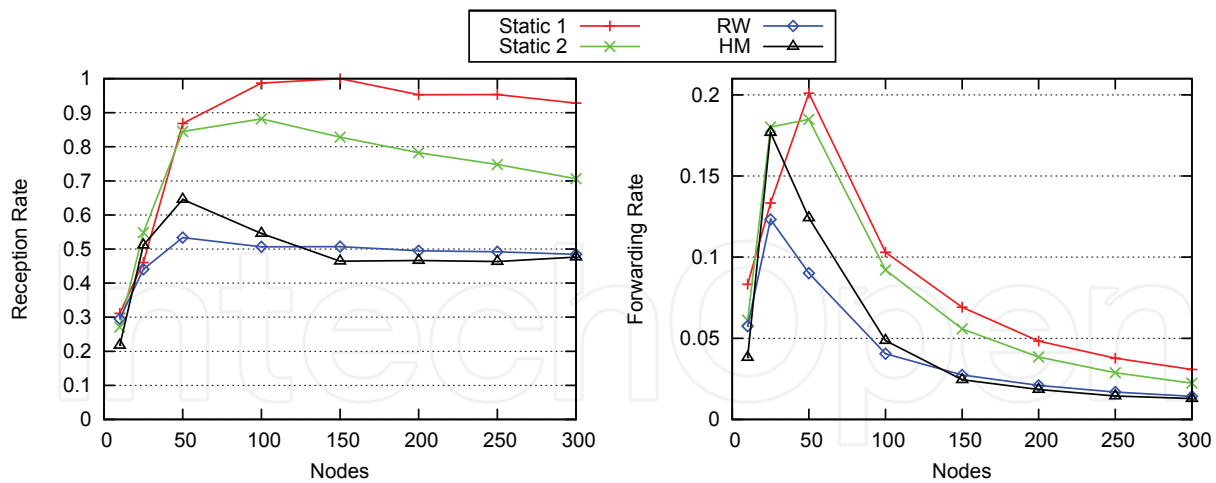 Static 1
Static 2
RW
HM
Reception Rate
1
0.9
0.8
0.7
0.6
0.5
0.4
0.3
0.2
0.1
0
0 50 100 150 200 250 300
Nodes
Forwarding Rate
0.2
0.15
0.1
0.05
0
0 50 100 150 200 250 300
Nodes
IntechOpen